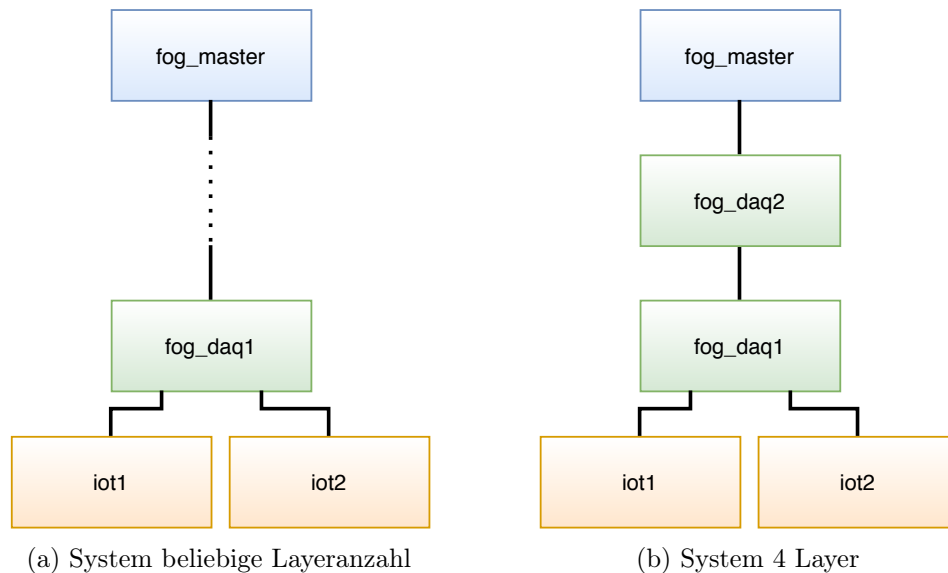 fog_master
fog_daq1
iot1
iot2
(a) System beliebige Layeranzahl
fog_master
fog_daq2
fog_daq1
iot1
iot2
(b) System 4 Layer